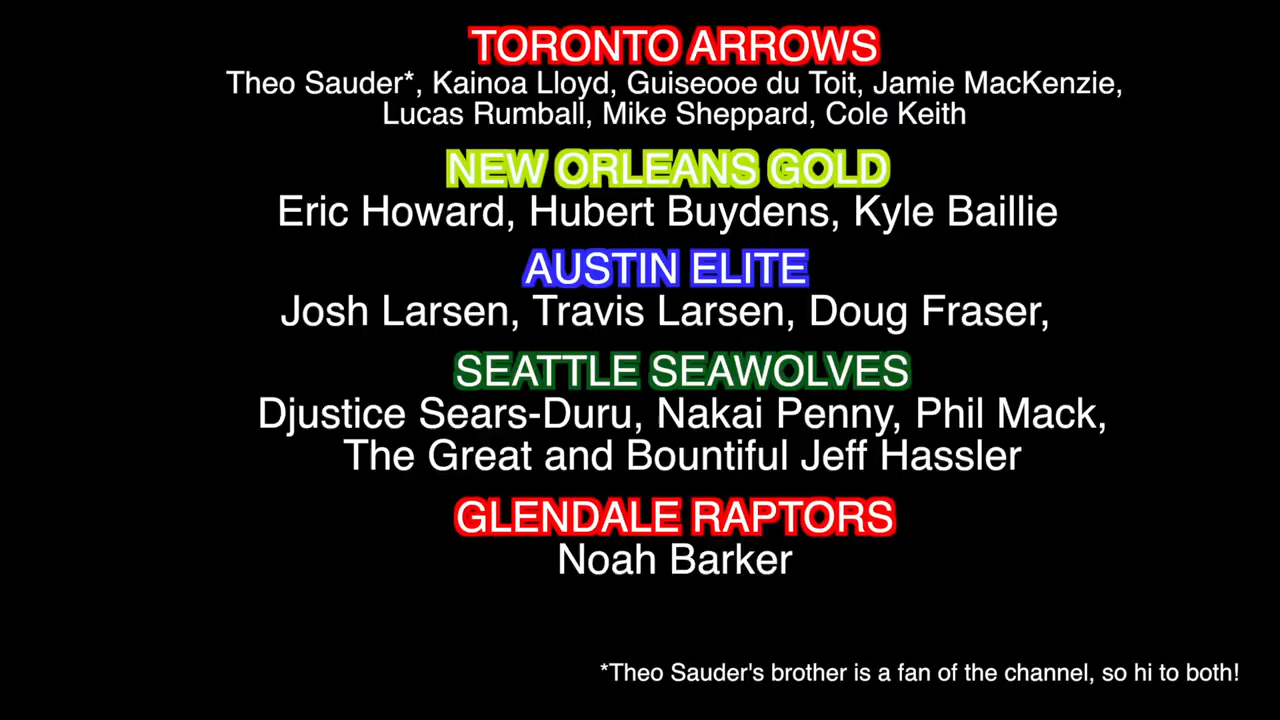 TORONTO ARROWS
Theo Sauder*, Kainoa Lloyd, Guiseooe du Toit, Jamie MacKenzie,
Lucas Rumball, Mike Sheppard, Cole Keith
NEW ORLEANS GOLD
Eric Howard, Hubert Buydens, Kyle Baillie
AUSTIN ELITE
Josh Larsen, Travis Larsen, Doug Fraser,
SEATTLE SEAWOLVES
Djustice Sears-Duru, Nakai Penny, Phil Mack,
The Great and Bountiful Jeff Hassler
GLENDALE RAPTORS
Noah Barker
*Theo Sauder's brother is a fan of the channel, so hi to both!